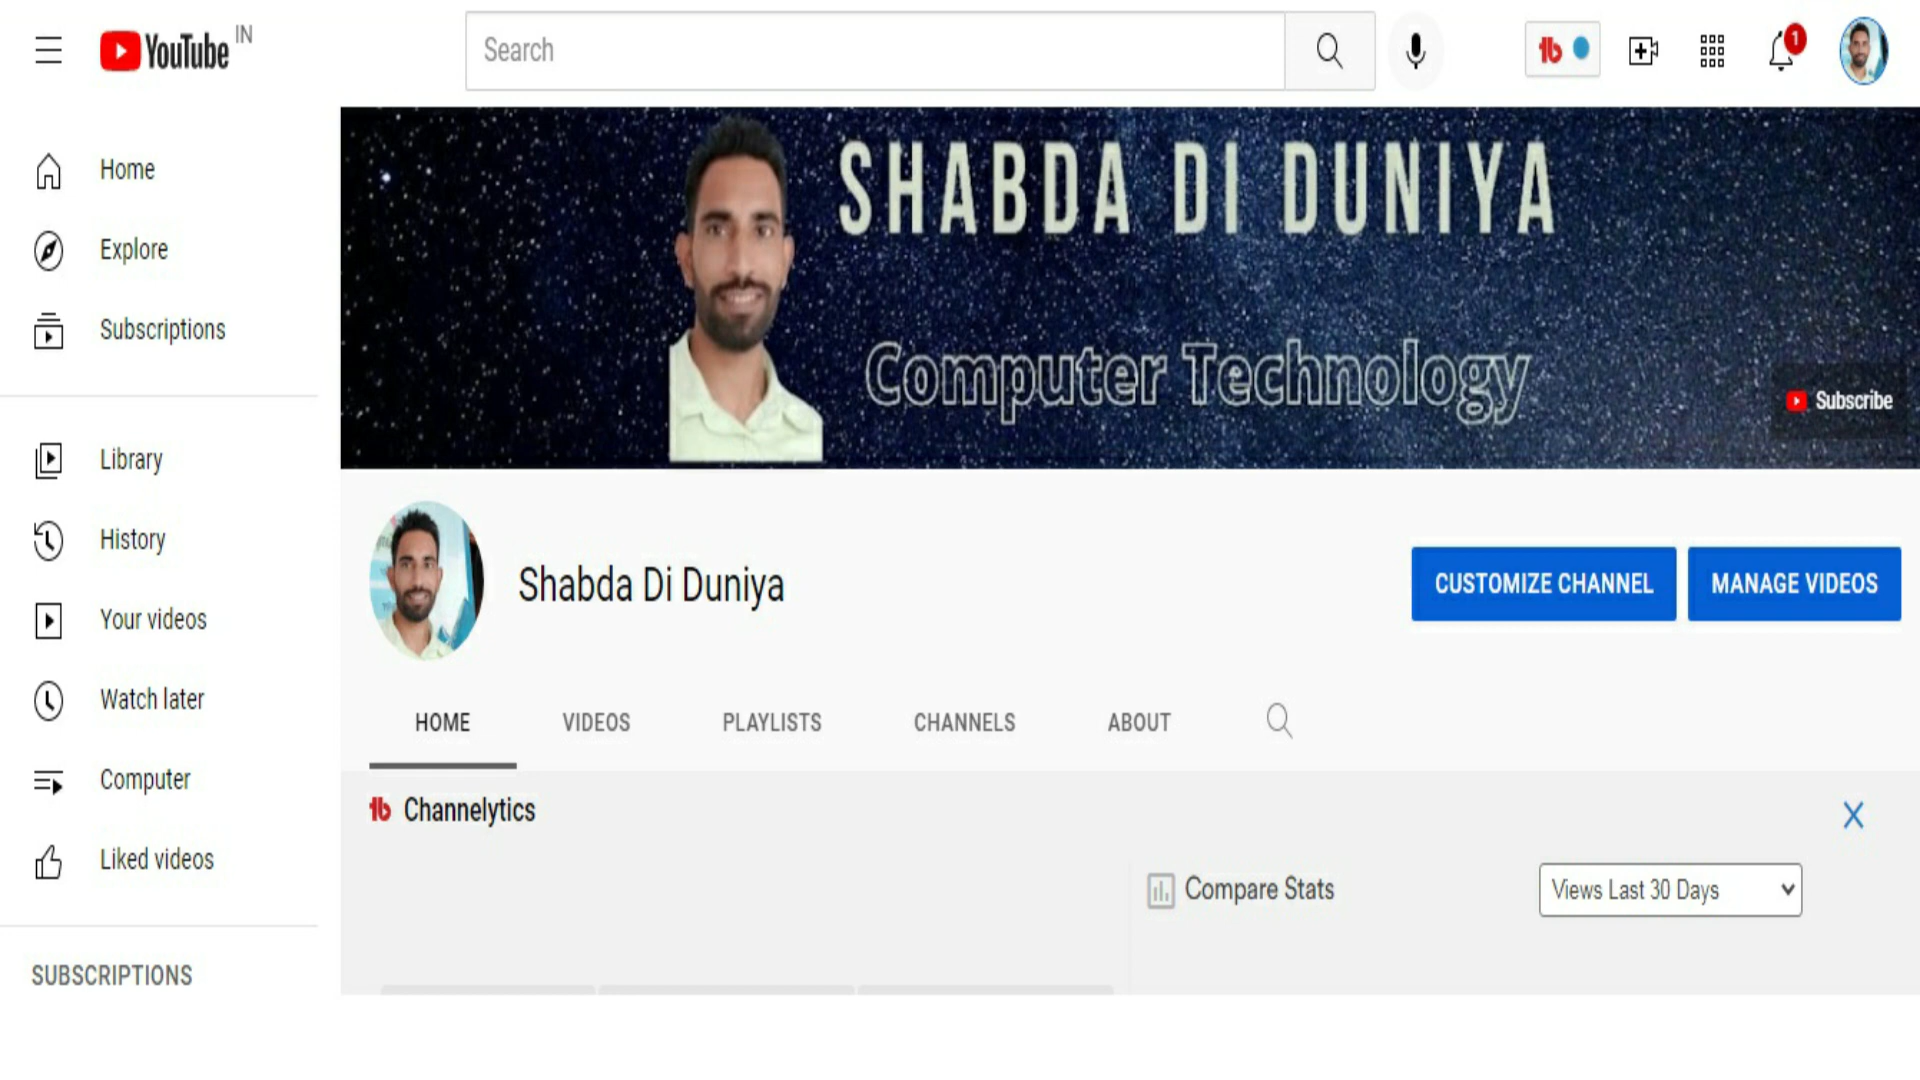 YouTube IN
Search
1
Home
Explore
Subscriptions
Library
History
Your videos
Watch later
Computer
Liked videos
SUBSCRIPTIONS
SHABDA DI DUNIYA
Computer Technology
Subscribe
Shabda Di Duniya
CUSTOMIZE CHANNEL
MANAGE VIDEOS
HOME VIDEOS PLAYLISTS CHANNELS ABOUT
tb Channelytics
X
Compare Stats
Views Last 30 Days